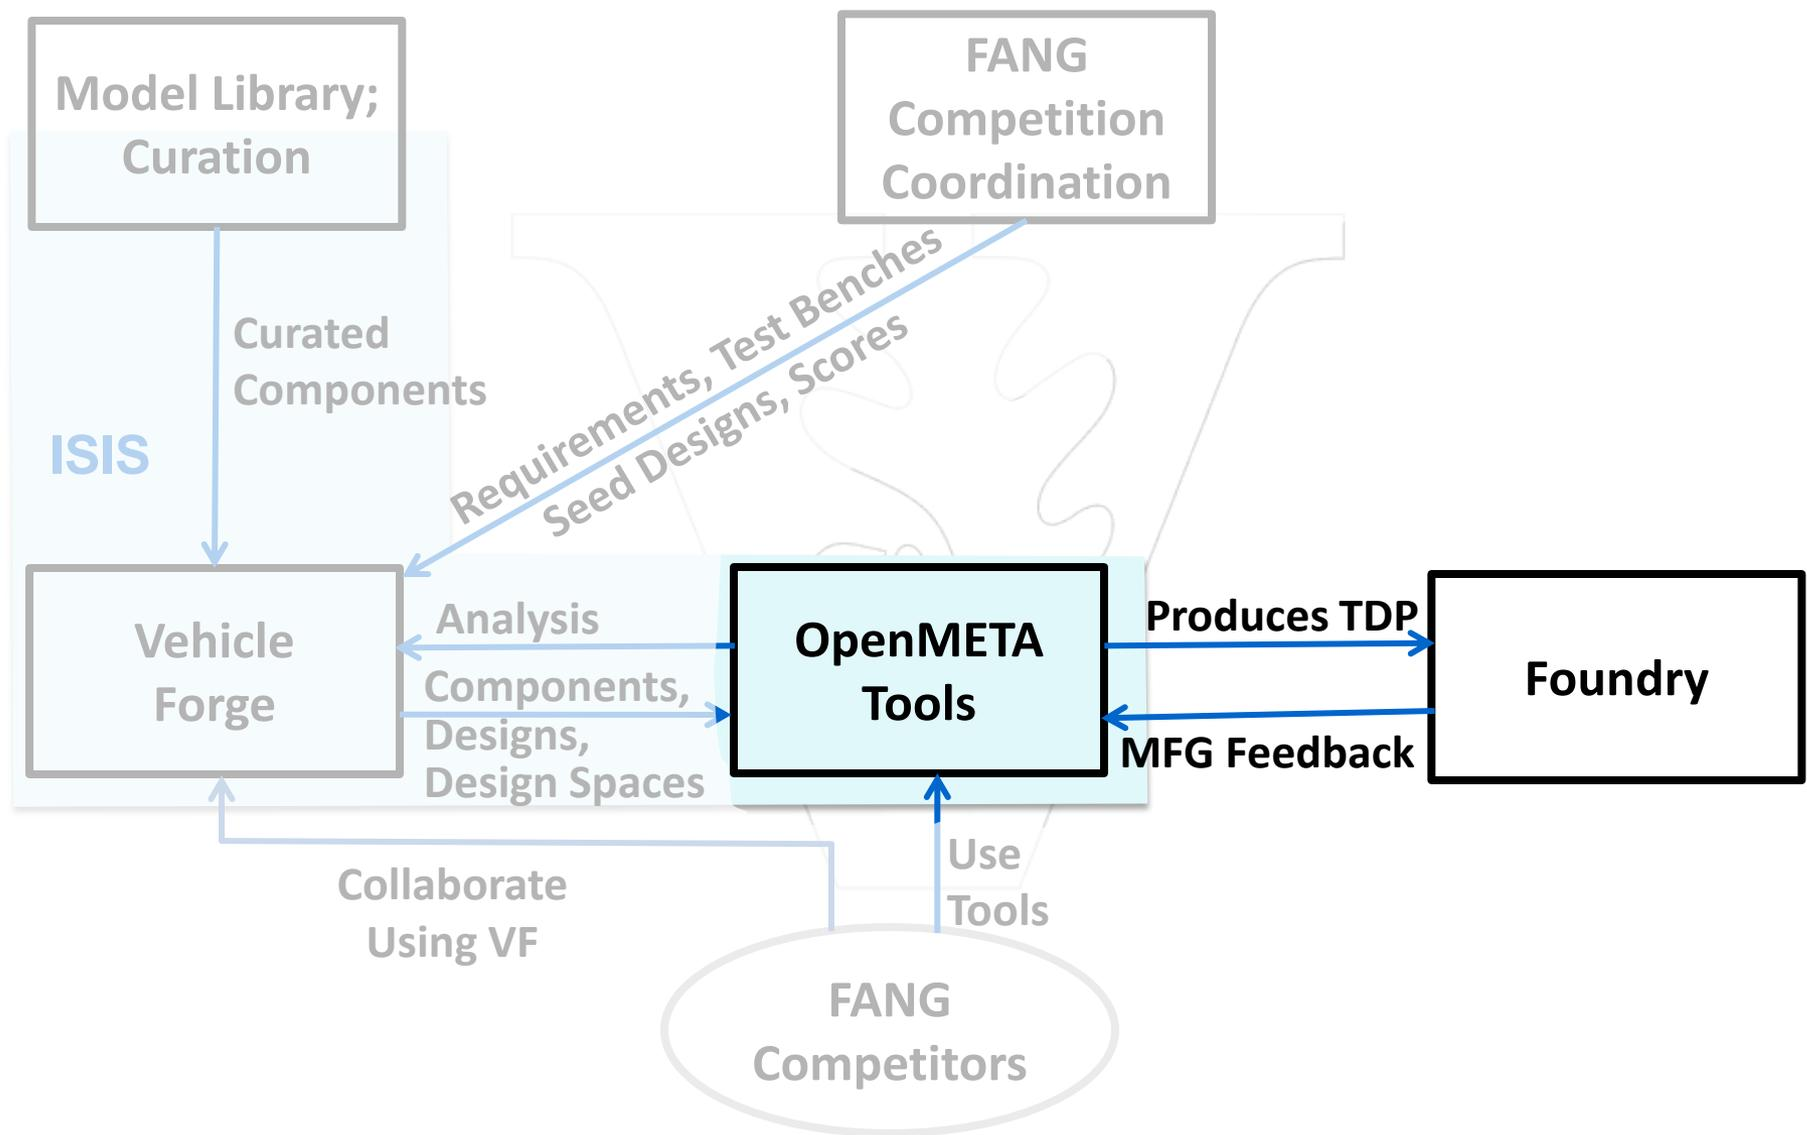 Model Library;
Curation
FANG
Competition
Coordination
Curated
Components
Requirements, Test Benches
Seed Designs, Scores
ISIS
Vehicle
Forge
Analysis
Components,
Designs,
Design Spaces
OpenMETA
Tools
Produces TDP
MFG Feedback
Foundry
Collaborate
Using VF
Use
Tools
FANG
Competitors